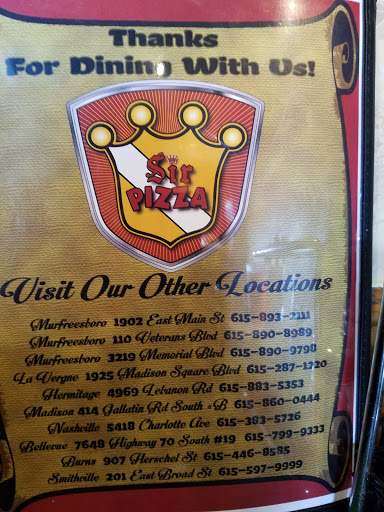 Thanks
For Dining With Us!
Sir
PIZZA
Visit Our Other Locations
Murfreesboro 1902 East Main St 615-893-2111
Murfreesboro 110 Veterans Blvd 615-890-8989
Murfreesboro 3219 Memorial Blvd 615-890-9798
La Vergne 1925 Madison Square Blvd 615-287-1720
Hermitage 4969 Lebanon Rd 615-883-5353
Madison 414 Gallatin Rd South #B 615-860-0444
Nashville 5418 Charlotte Ave 615-383-5726
Bellevue 7648 Highway 70 South #19 615-799-9333
Burns 907 Herschel St 615-446-8585
Smithville 201 East Broad St 615-597-9999